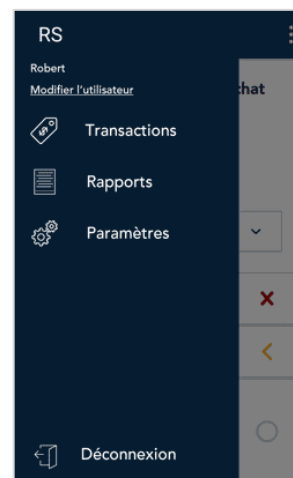 RS
Robert
Modifier l'utilisateur
chat
Transactions
Rapports
Paramètres
Déconnexion